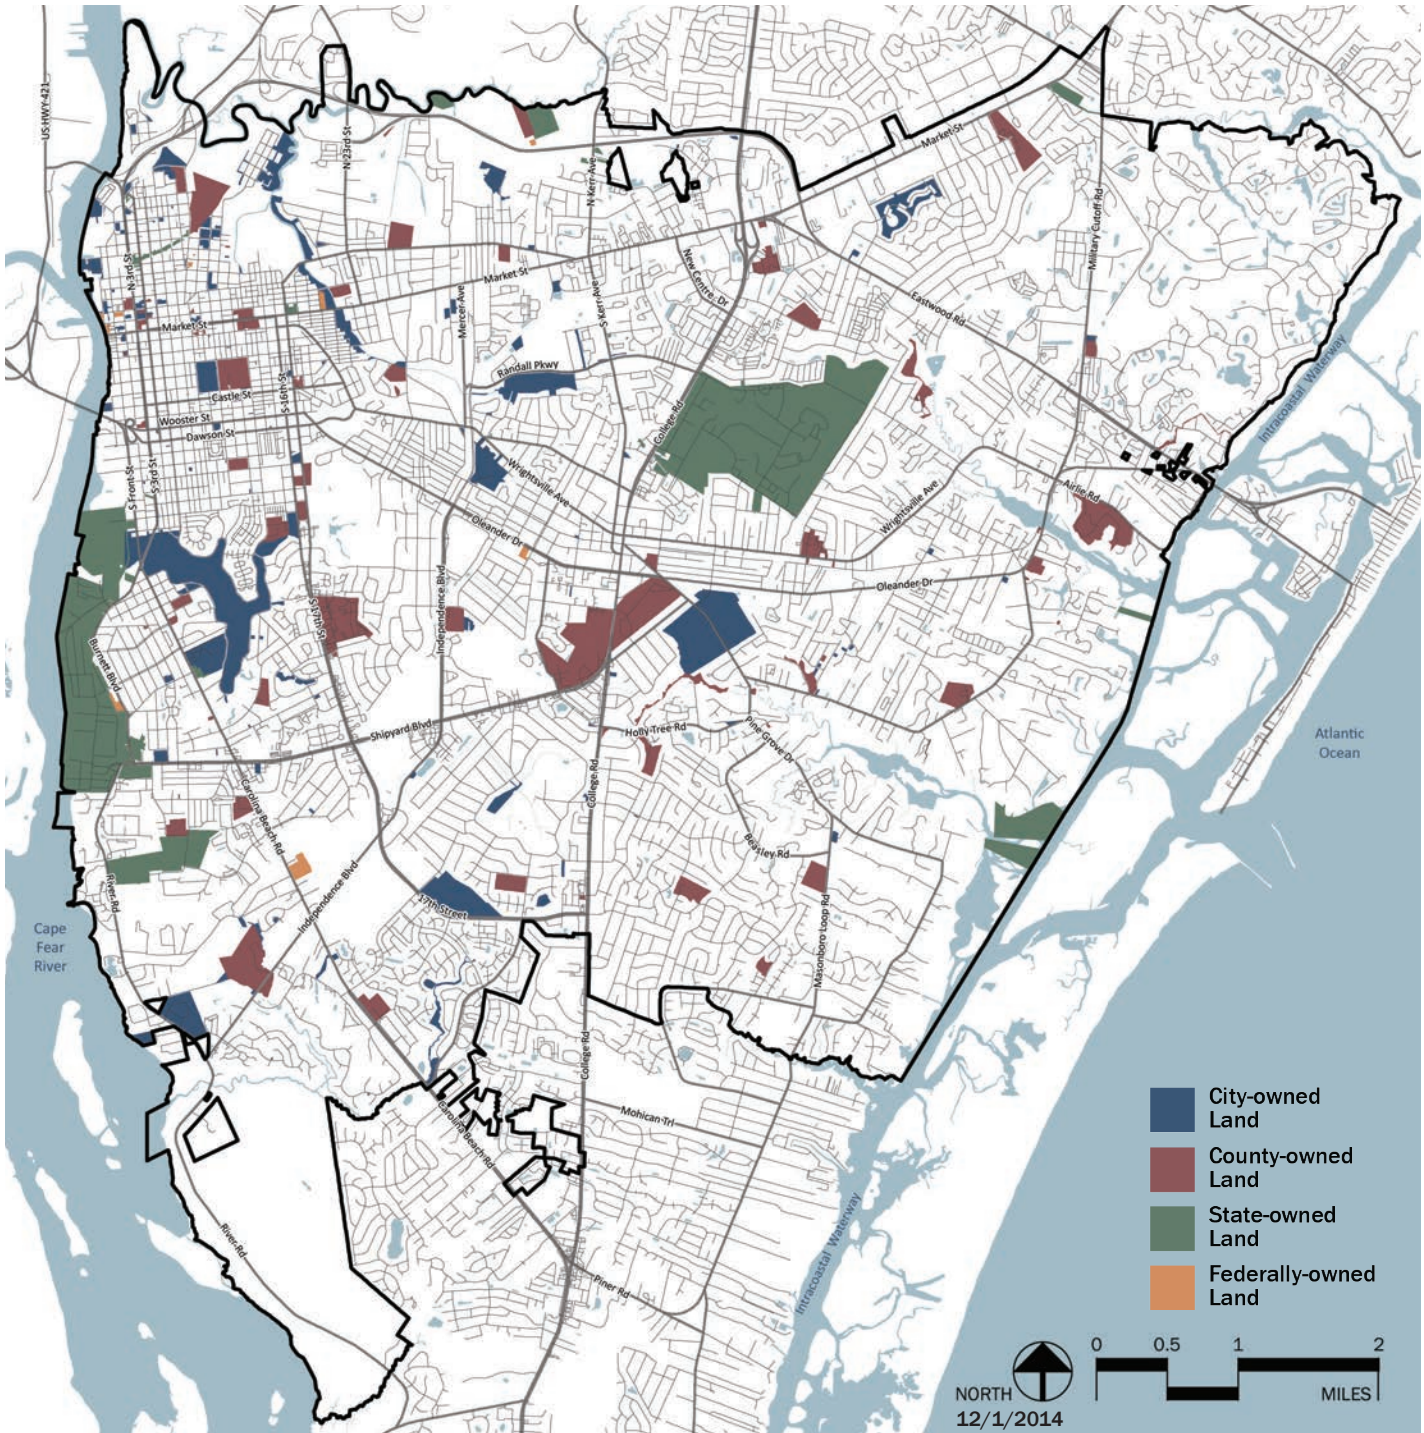 US HWY 421
N 23rd St
N Kerr Ave
Market St
Military Cutoff Rd
N 3rd St
Market St
Mercer Ave
S Kerr Ave
New Centre Dr
Eastwood Rd
Market St
Randall Pkwy
Castle St
S 16th St
Wooster St
Dawson St
College Rd
Intracoastal Waterway
S Front St
S 3rd St
Wrightsville Ave
Wrightsville Ave
Airlie Rd
Oleander Dr
Oleander Dr
Independence Blvd
S 17th St
Burnett Blvd
Shipyard Blvd
Holly Tree Rd
Pine Grove Dr
Atlantic
Ocean
College Rd
Carolina Beach Rd
Beasley Rd
River Rd
Independence Blvd
17th Street
Masonboro Loop Rd
Cape
Fear
River
College Rd
Carolina Beach Rd
Mohican Trl
River Rd
Piner Rd
Intracoastal Waterway
City-owned
Land
County-owned
Land
State-owned
Land
Federally-owned
Land
0 0.5 1 2
NORTH
MILES
12/1/2014